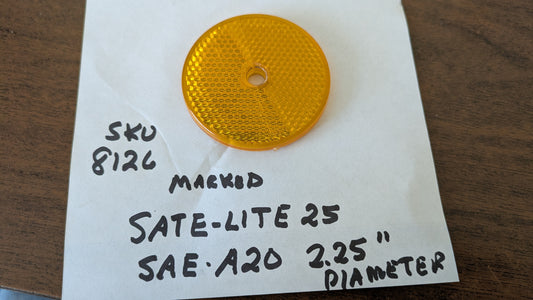 SKU
8126
MARKED
SATE-LITE 25
SAE-A20 2.25"
DIAMETER